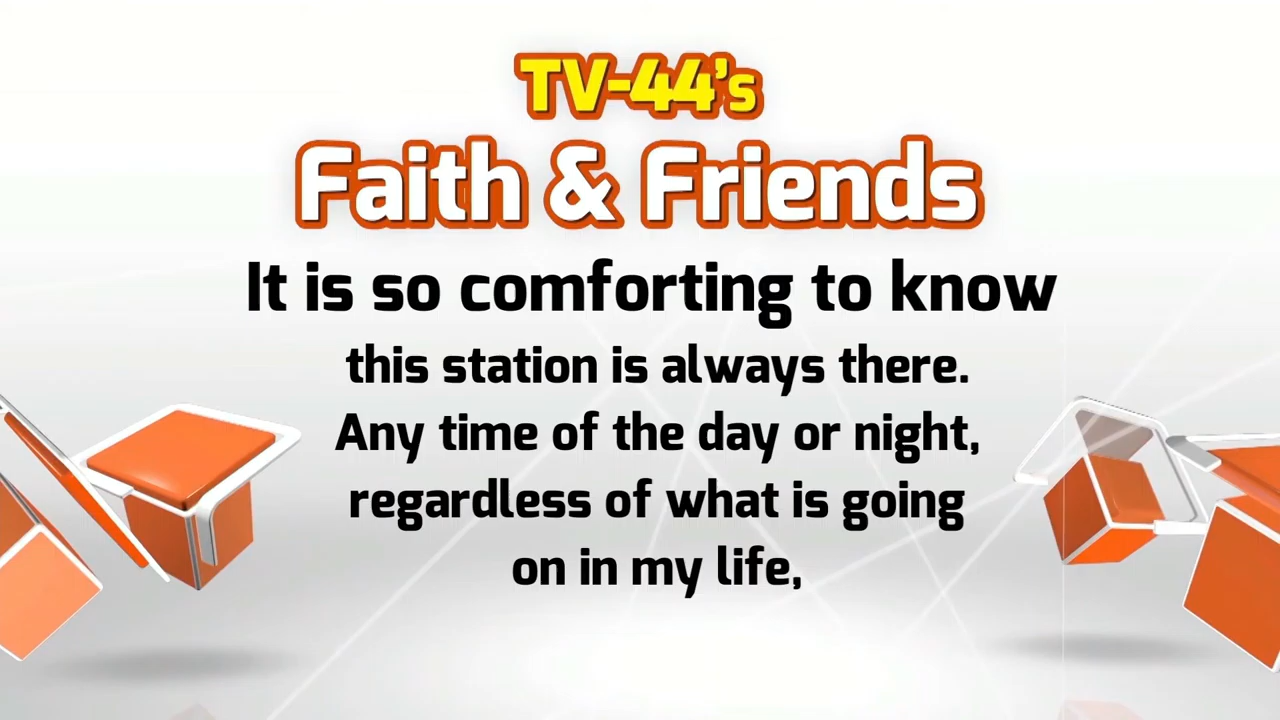 TV-44's
Faith & Friends
It is so comforting to know
this station is always there.
Any time of the day or night,
regardless of what is going
on in my life,